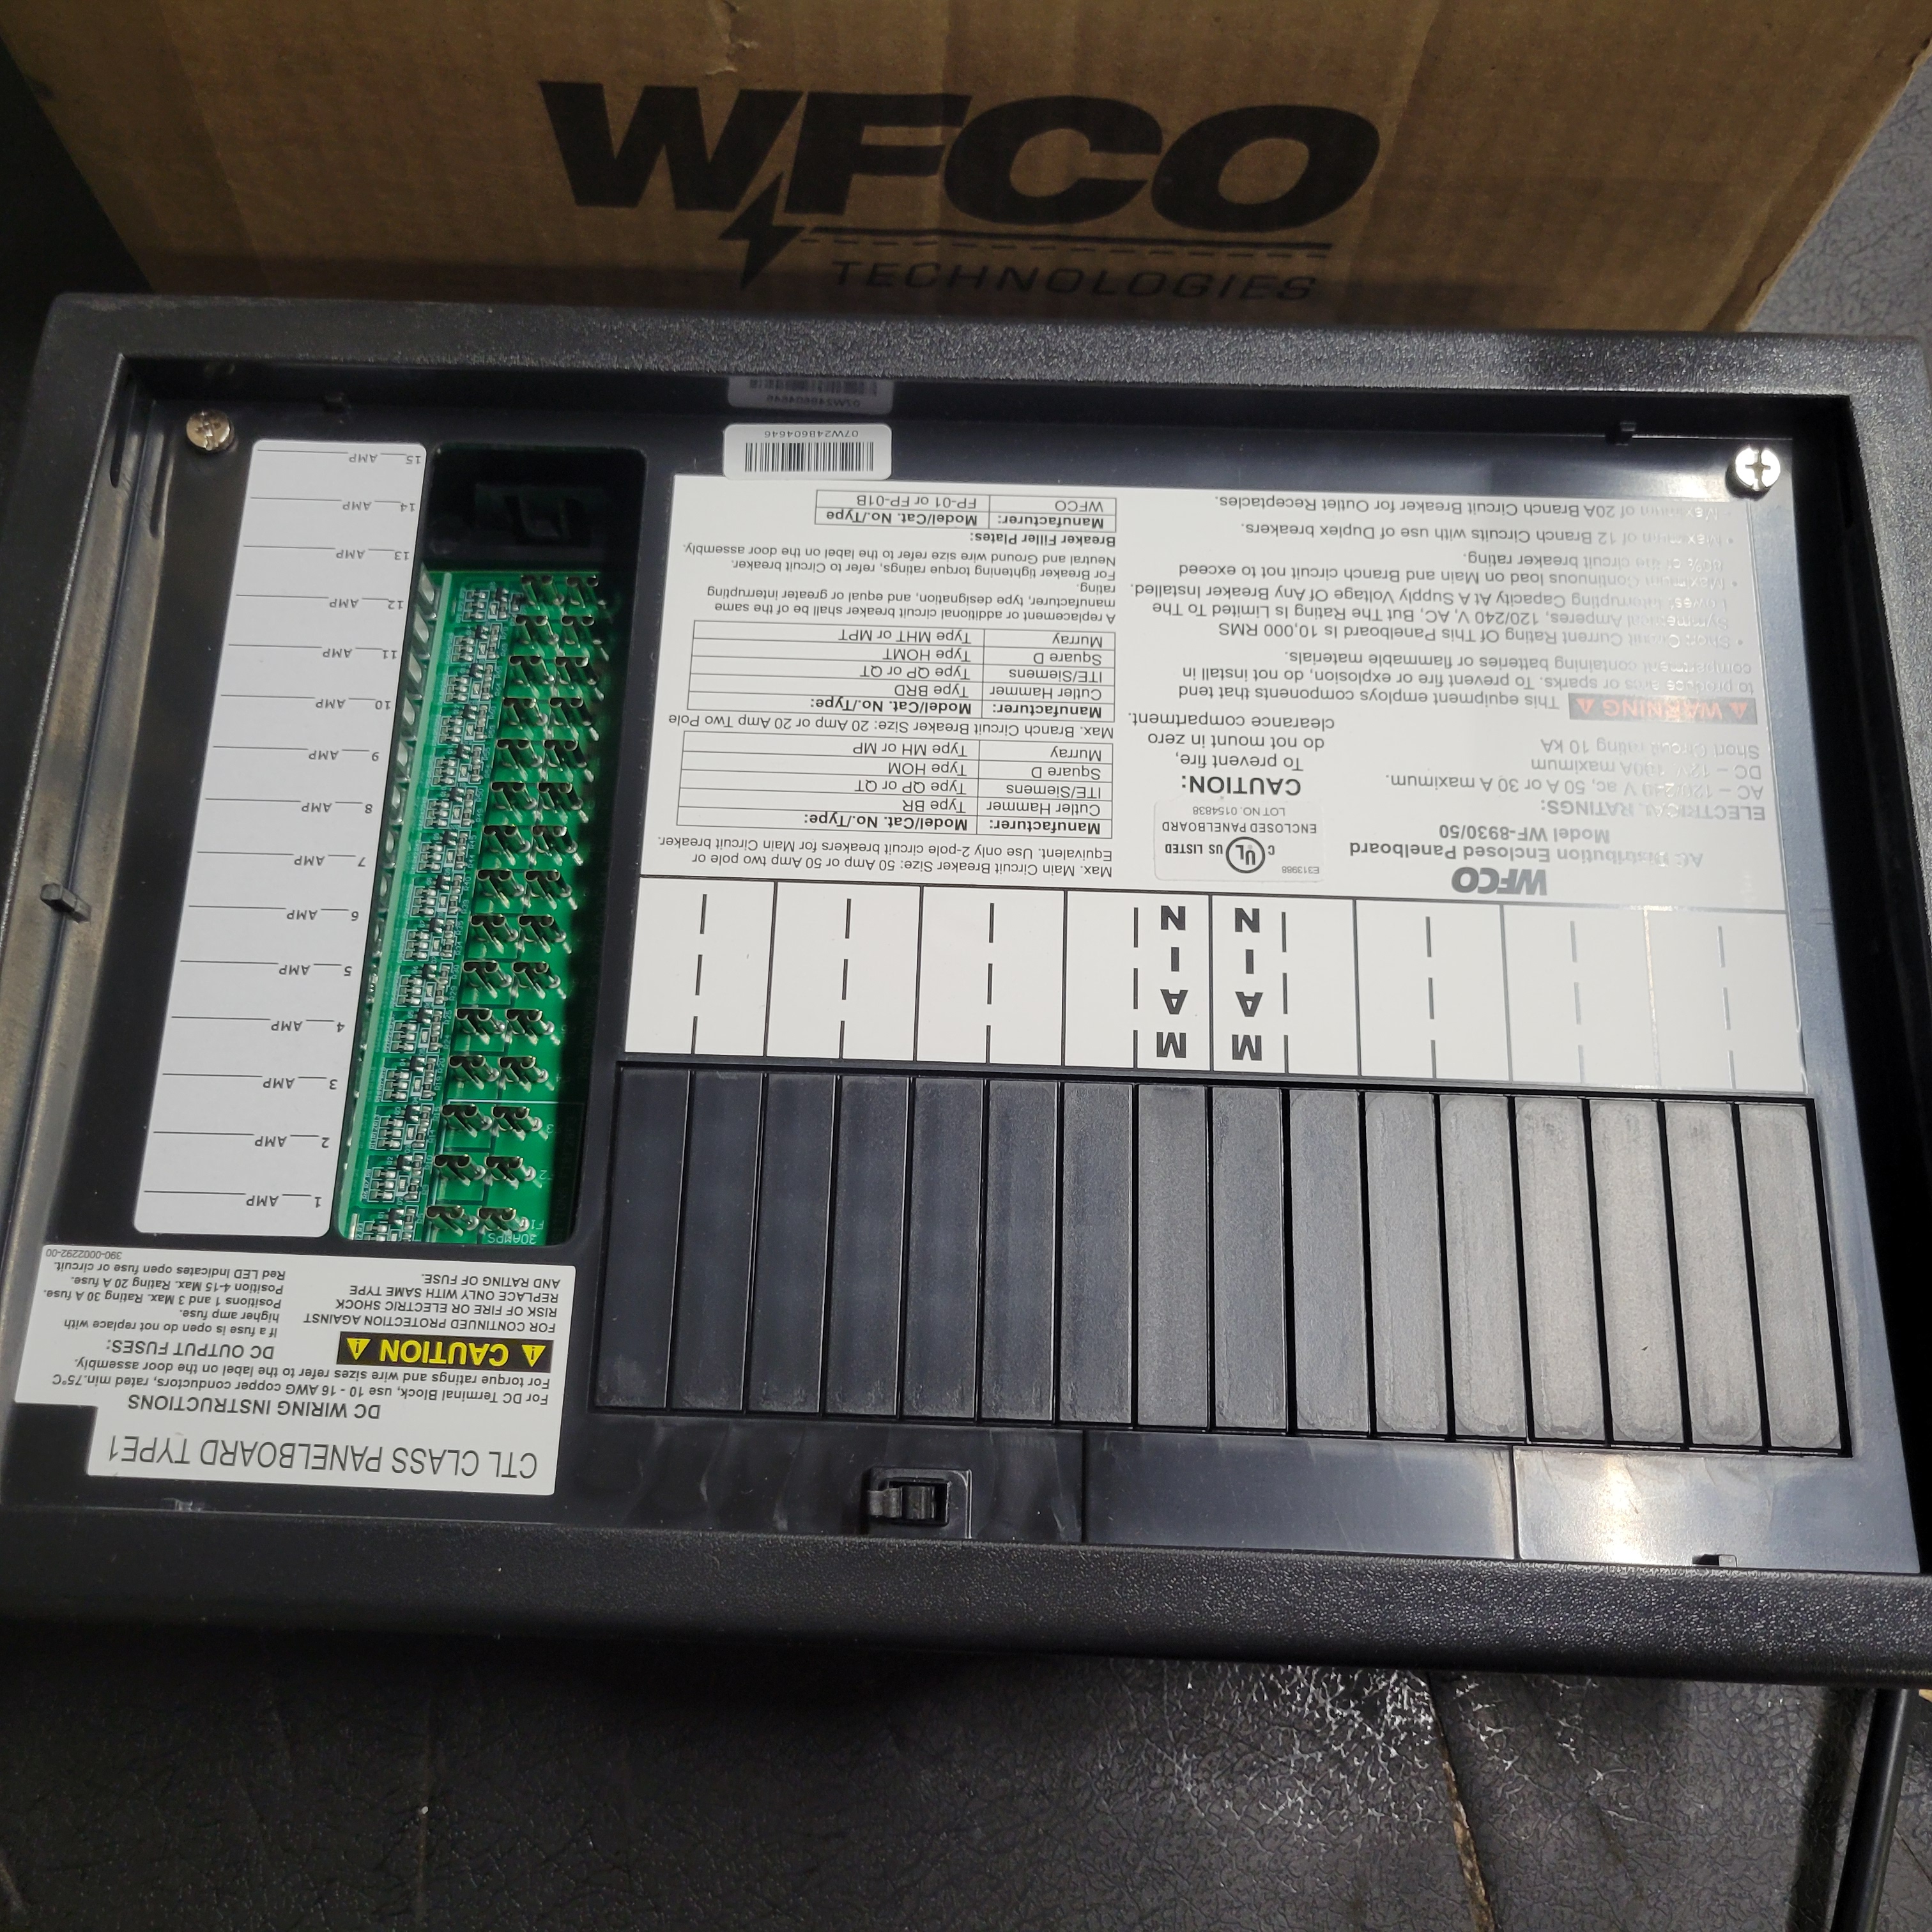 WFCO
TECHNOLOGIES
07W24B604646
07W24B604646
CTL CLASS PANELBOARD TYPE1
DC WIRING INSTRUCTIONS
For DC Terminal Block, use 10 - 16 AWG copper conductors, rated min.75°C
For torque ratings and wire sizes refer to the label on the door assembly.
CAUTION
FOR CONTINUED PROTECTION AGAINST
RISK OF FIRE OR ELECTRIC SHOCK
REPLACE ONLY WITH SAME TYPE
AND RATING OF FUSE.
DC OUTPUT FUSES:
If a fuse is open do not replace with
higher amp fuse.
Positions 1 and 3 Max. Rating 30 A fuse.
Position 4-15 Max. Rating 20 A fuse.
Red LED Indicates open fuse or circuit.
390-00022292-00
1 ___ AMP
2 ___ AMP
3 ___ AMP
4 ___ AMP
5 ___ AMP
6 ___ AMP
7 ___ AMP
8 ___ AMP
9 ___ AMP
10 ___ AMP
11 ___ AMP
12 ___ AMP
13 ___ AMP
14 ___ AMP
15 ___ AMP
MAIN
MAIN
WFCO
AC Distribution Enclosed Panelboard
Model WF-8930/50
ELECTRICAL RATINGS:
AC – 120/240 V ac, 50 A or 30 A maximum.
DC – 12V, 100A maximum
Short Circuit rating 10 kA
E313988
C UL US LISTED
ENCLOSED PANELBOARD
LOT NO. 0154838
CAUTION:
To prevent fire,
do not mount in zero
clearance compartment.
WARNING This equipment employs components that tend
to produce arms or sparks. To prevent fire or explosion, do not install in
compartment containing batteries or flammable materials.
• Short Circuit Current Rating Of This Panelboard Is 10,000 RMS
Symmetrical Amperes, 120/240 V, AC, But The Rating Is Limited To The
Lowest Interrupting Capacity At A Supply Voltage Of Any Breaker Installed.
• Maximum Continuous load on Main and Branch circuit not to exceed
80% of the circuit breaker rating.
• Maximum of 12 Branch Circuits with use of Duplex breakers.
• Maximum of 20A Branch Circuit Breaker for Outlet Receptacles.
Max. Main Circuit Breaker Size: 50 Amp or 50 Amp two pole or
Equivalent. Use only 2-pole circuit breakers for Main Circuit breaker.
Manufacturer: Model/Cat. No./Type:
Cutler Hammer Type BR
ITE/Siemens Type QP or QT
Square D Type HOM
Murray Type MH or MP
Max. Branch Circuit Breaker Size: 20 Amp or 20 Amp Two Pole
Manufacturer: Model/Cat. No./Type:
Cutler Hammer Type BRD
ITE/Siemens Type QP or QT
Square D Type HOMT
Murray Type MHT or MPT
A replacement or additional circuit breaker shall be of the same
manufacturer, type designation, and equal or greater interrupting
rating.
For Breaker tightening torque ratings, refer to Circuit breaker.
Neutral and Ground wire size refer to the label on the door assembly
Breaker Filler Plates:
Manufacturer: Model/Cat. No./Type
WFCO FP-01 or FP-01B